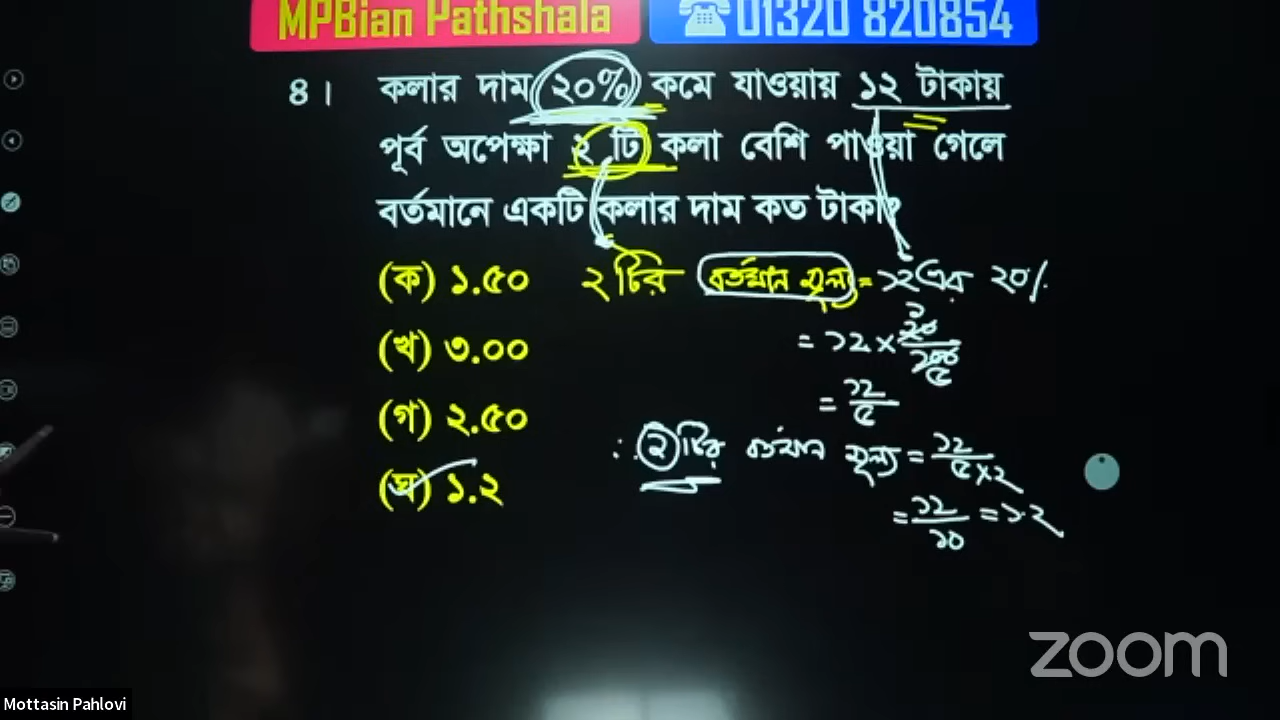 MPBian Pathshala 01320 820854
৪। কলার দাম ২০% কমে যাওয়ায় ১২ টাকায়
পূর্ব অপেক্ষা ২ টি কলা বেশি পাওয়া গেলে
বর্তমানে একটি কলার দাম কত টাকা?
(ক) ১.৫০ ২টির বর্তমান মূল্য = ১২এর ২০%
(খ) ৩.০০ = ১২ × ২০/১০০ ১ ৫
= ১২/৫
(গ) ২.৫০
∴ ২টির বর্তমান মূল্য = ১২/৫×২
(ঘ) ১.২
= ১২/১০ = ১.২
zoom
Mottasin Pahlovi